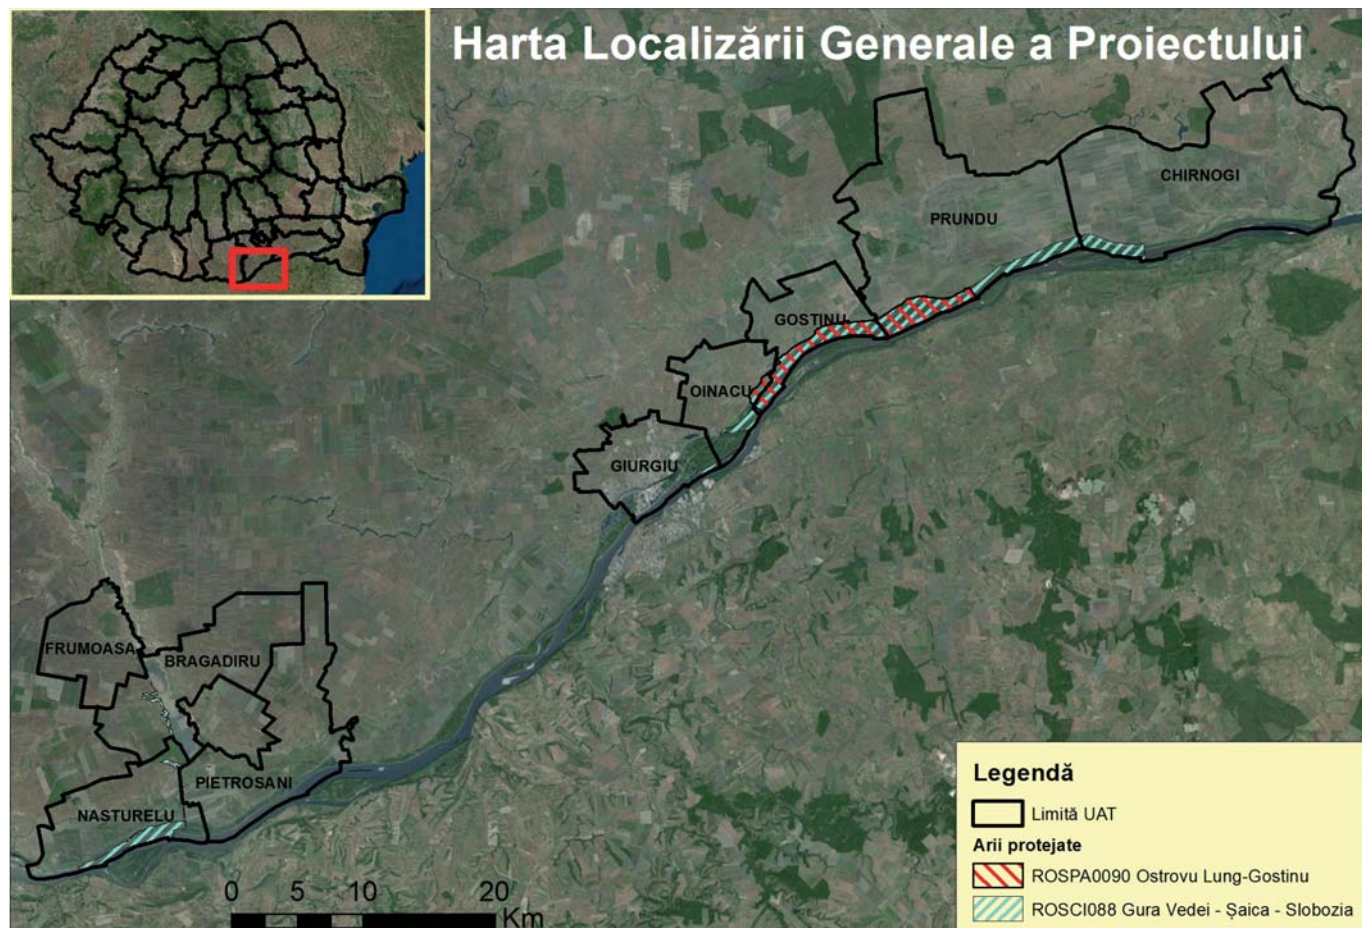 Harta Localizării Generale a Proiectului
CHIRNOGI
PRUNDU
GOSTINU
OINACU
GIURGIU
FRUMOASA
BRAGADIRU
PIETROSANI
NASTURELU
0 5 10 20
Km
Legendă
Limită UAT
Arii protejate
ROSPA0090 Ostrovu Lung-Gostinu
ROSCI088 Gura Vedei - Șaica - Slobozia